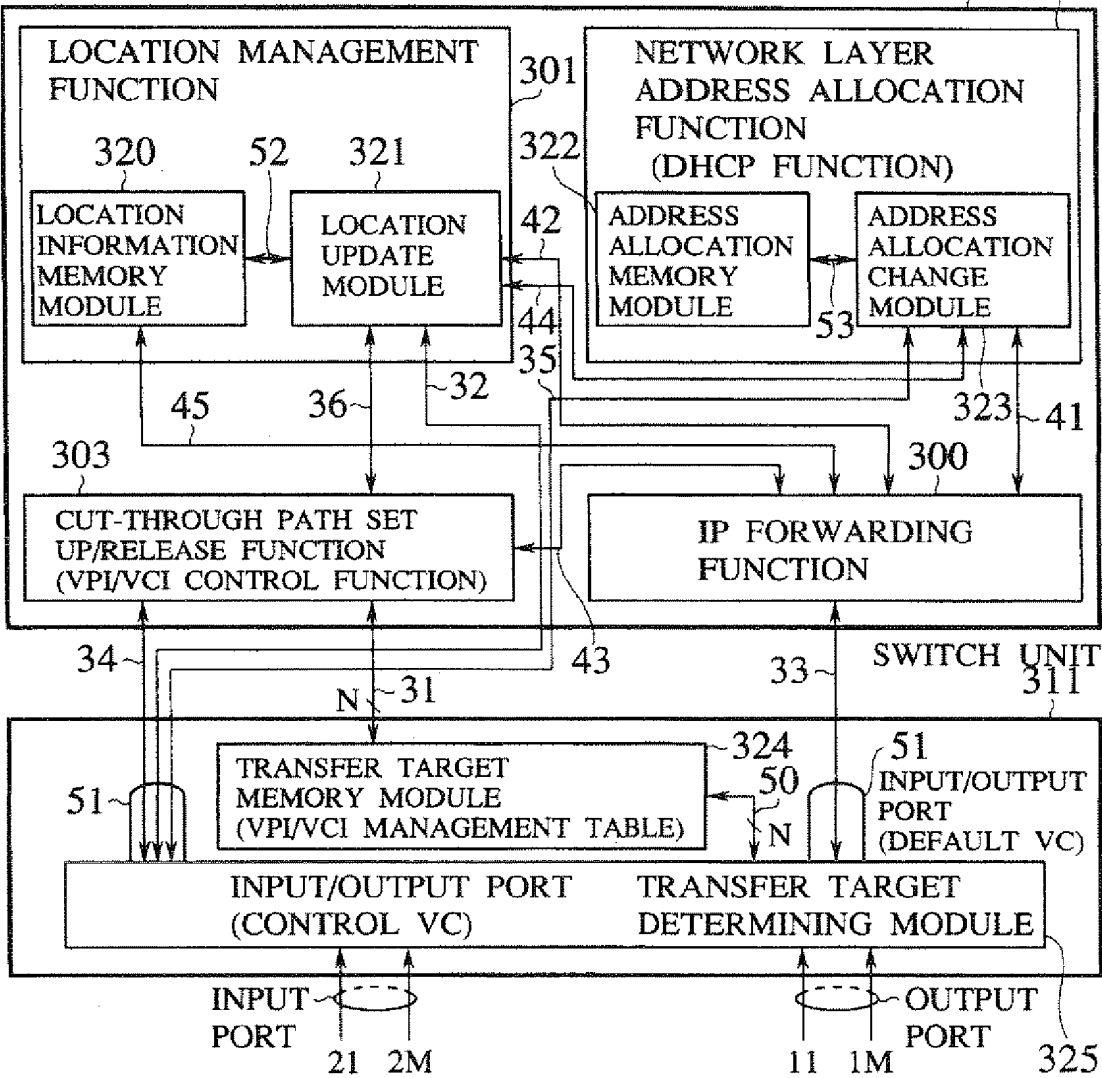 LOCATION MANAGEMENT
FUNCTION
301
320
52
321
LOCATION
INFORMATION
MEMORY
MODULE
LOCATION
UPDATE
MODULE
NETWORK LAYER
ADDRESS ALLOCATION
FUNCTION
(DHCP FUNCTION)
322
42
44
ADDRESS
ALLOCATION
MEMORY
MODULE
53
ADDRESS
ALLOCATION
CHANGE
MODULE
323
41
35
32
36
45
303
300
CUT-THROUGH PATH SET
UP/RELEASE FUNCTION
(VPI/VCI CONTROL FUNCTION)
IP FORWARDING
FUNCTION
34
N
31
43
33
SWITCH UNIT
311
324
TRANSFER TARGET
MEMORY MODULE
(VPI/VCI MANAGEMENT TABLE)
51
50
N
51
INPUT/OUTPUT
PORT
(DEFAULT VC)
INPUT/OUTPUT PORT
(CONTROL VC)
TRANSFER TARGET
DETERMINING MODULE
INPUT
PORT
OUTPUT
PORT
21
2M
11
1M
325